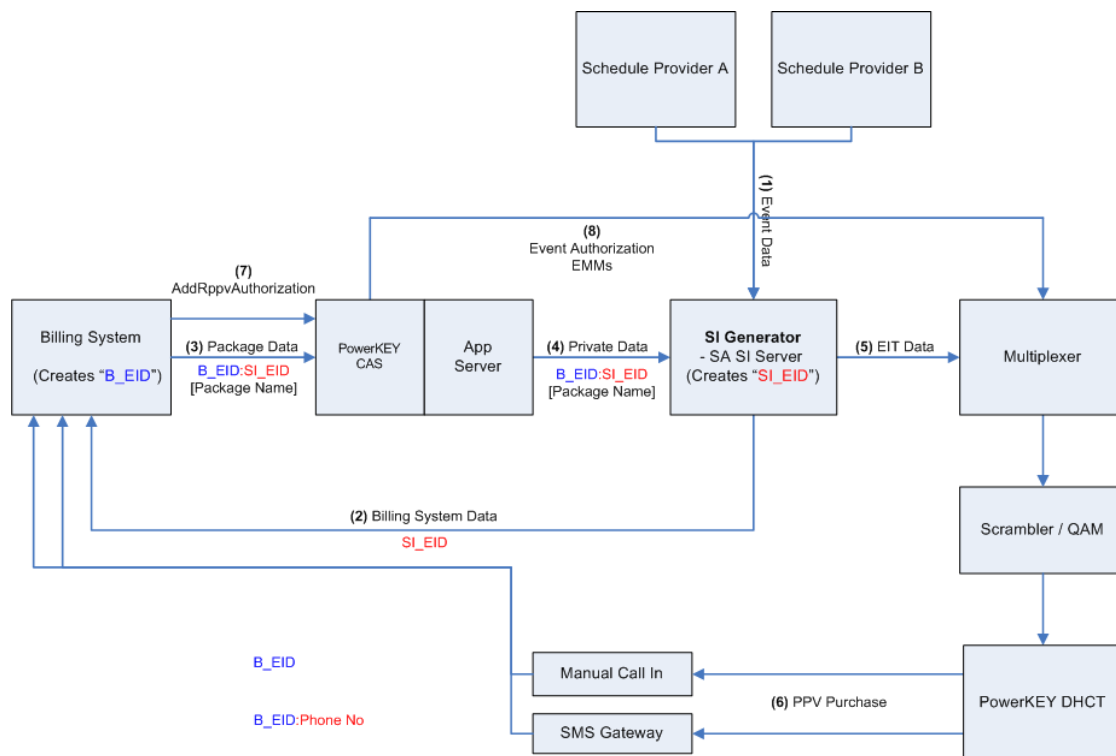 Schedule Provider A
Schedule Provider B
(1) Event Data
(8)
Event Authorization
EMMs
(7)
AddRppvAuthorization
Billing System
(Creates “B_EID”)
(3) Package Data
B_EID:SI_EID
[Package Name]
PowerKEY
CAS
App
Server
(4) Private Data
B_EID:SI_EID
[Package Name]
SI Generator
- SA SI Server
(Creates “SI_EID”)
(5) EIT Data
Multiplexer
(2) Billing System Data
SI_EID
Scrambler / QAM
B_EID
Manual Call In
(6) PPV Purchase
PowerKEY DHCT
B_EID:Phone No
SMS Gateway